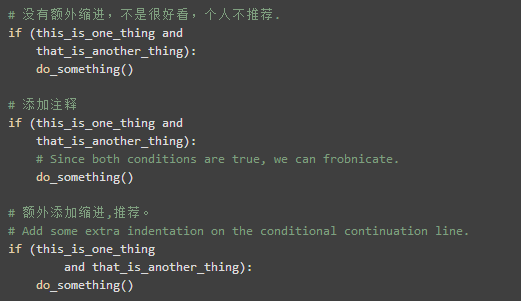 # 没有额外缩进，不是很好看，个人不推荐.
if (this_is_one_thing and
    that_is_another_thing):
    do_something()

# 添加注释
if (this_is_one_thing and
    that_is_another_thing):
    # Since both conditions are true, we can frobnicate.
    do_something()

# 额外添加缩进,推荐。
# Add some extra indentation on the conditional continuation line.
if (this_is_one_thing
        and that_is_another_thing):
    do_something()